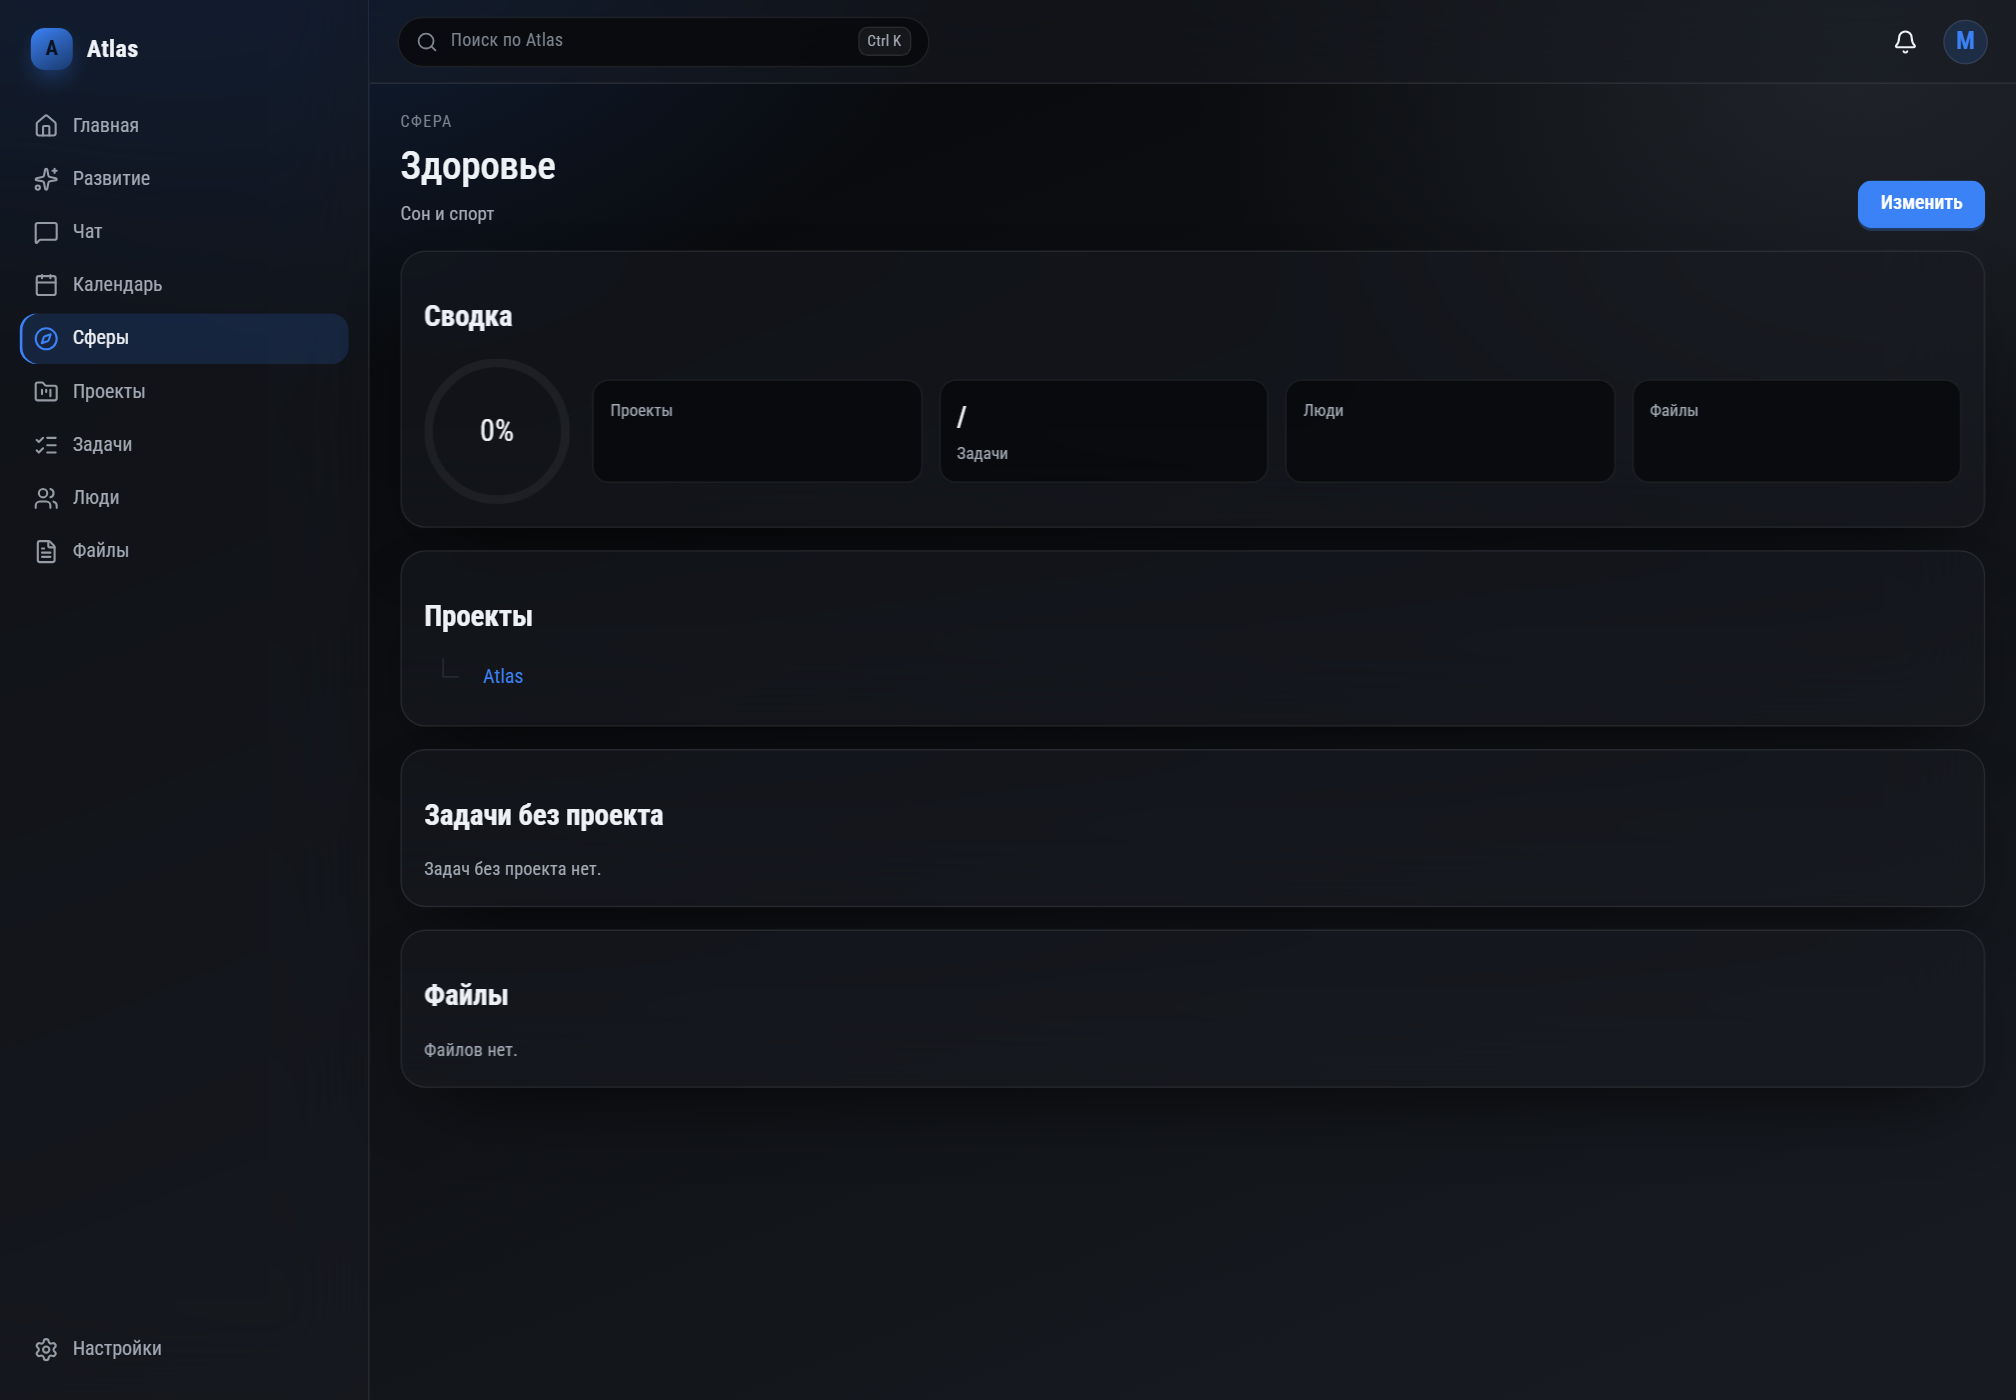 A Atlas
Главная
Развитие
Чат
Календарь
Сферы
Проекты
Задачи
Люди
Файлы
Настройки
Поиск по Atlas Ctrl K
M
СФЕРА
Здоровье
Сон и спорт
Изменить
Сводка
0%
Проекты
/
Задачи
Люди
Файлы
Проекты
Atlas
Задачи без проекта
Задач без проекта нет.
Файлы
Файлов нет.